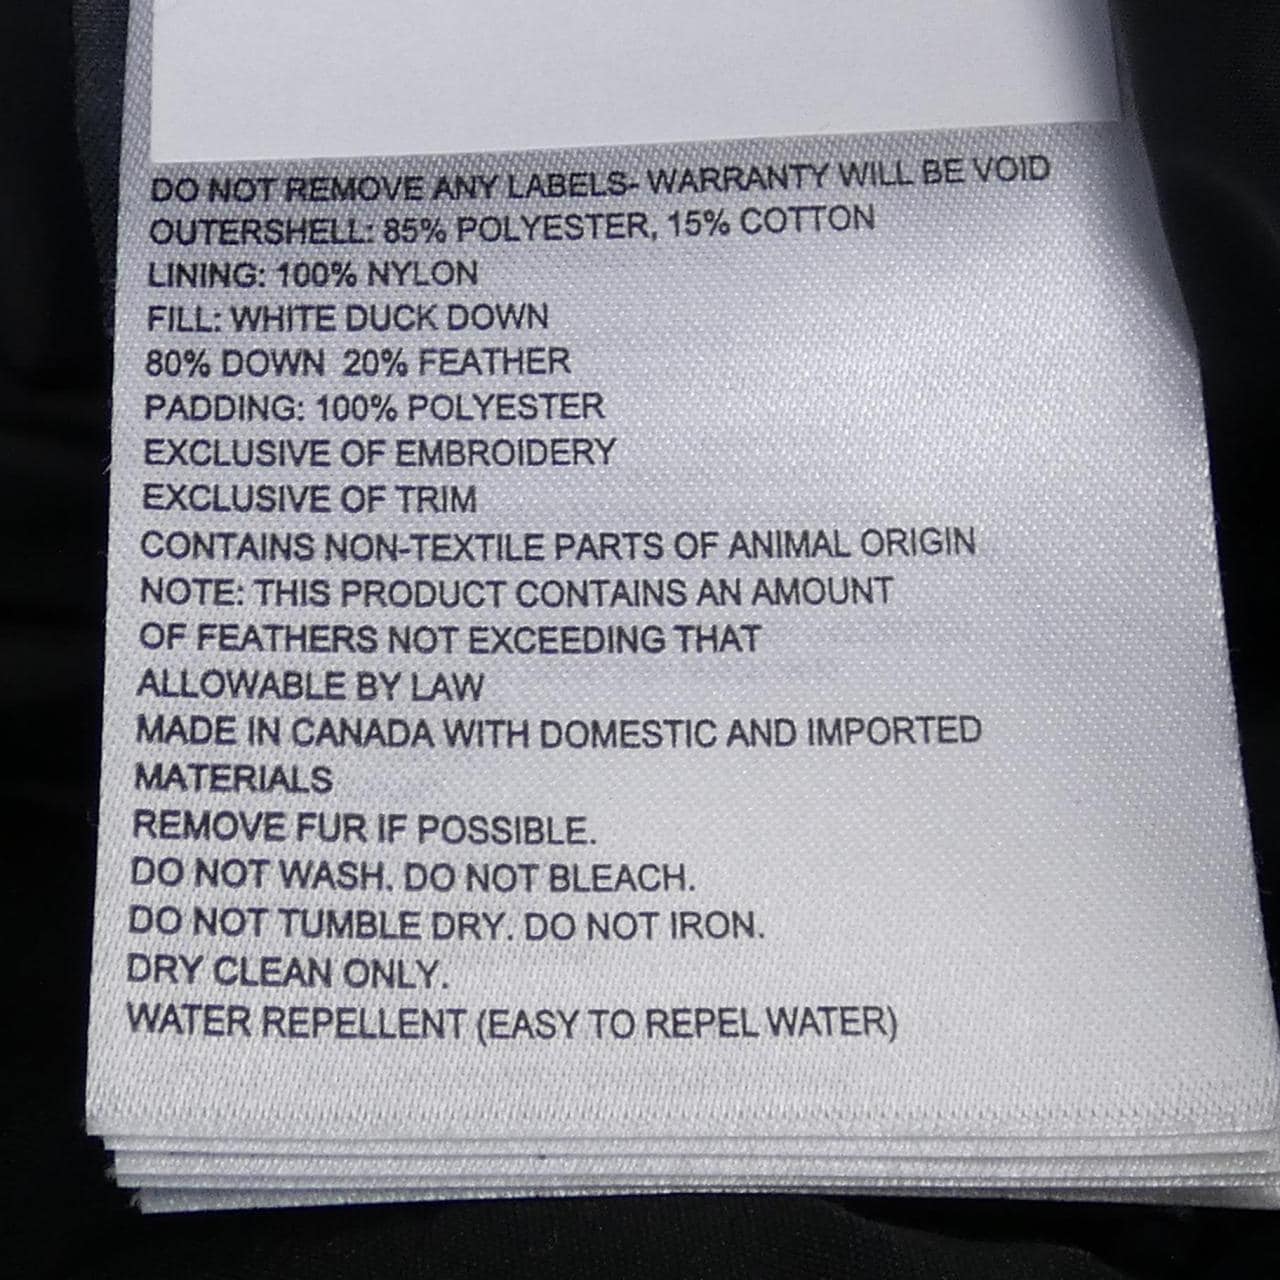 DO NOT REMOVE ANY LABELS- WARRANTY WILL BE VOID
OUTERSHELL: 85% POLYESTER, 15% COTTON
LINING: 100% NYLON
FILL: WHITE DUCK DOWN
80% DOWN  20% FEATHER
PADDING: 100% POLYESTER
EXCLUSIVE OF EMBROIDERY
EXCLUSIVE OF TRIM
CONTAINS NON-TEXTILE PARTS OF ANIMAL ORIGIN
NOTE: THIS PRODUCT CONTAINS AN AMOUNT
OF FEATHERS NOT EXCEEDING THAT
ALLOWABLE BY LAW
MADE IN CANADA WITH DOMESTIC AND IMPORTED
MATERIALS
REMOVE FUR IF POSSIBLE.
DO NOT WASH. DO NOT BLEACH.
DO NOT TUMBLE DRY. DO NOT IRON.
DRY CLEAN ONLY.
WATER REPELLENT (EASY TO REPEL WATER)